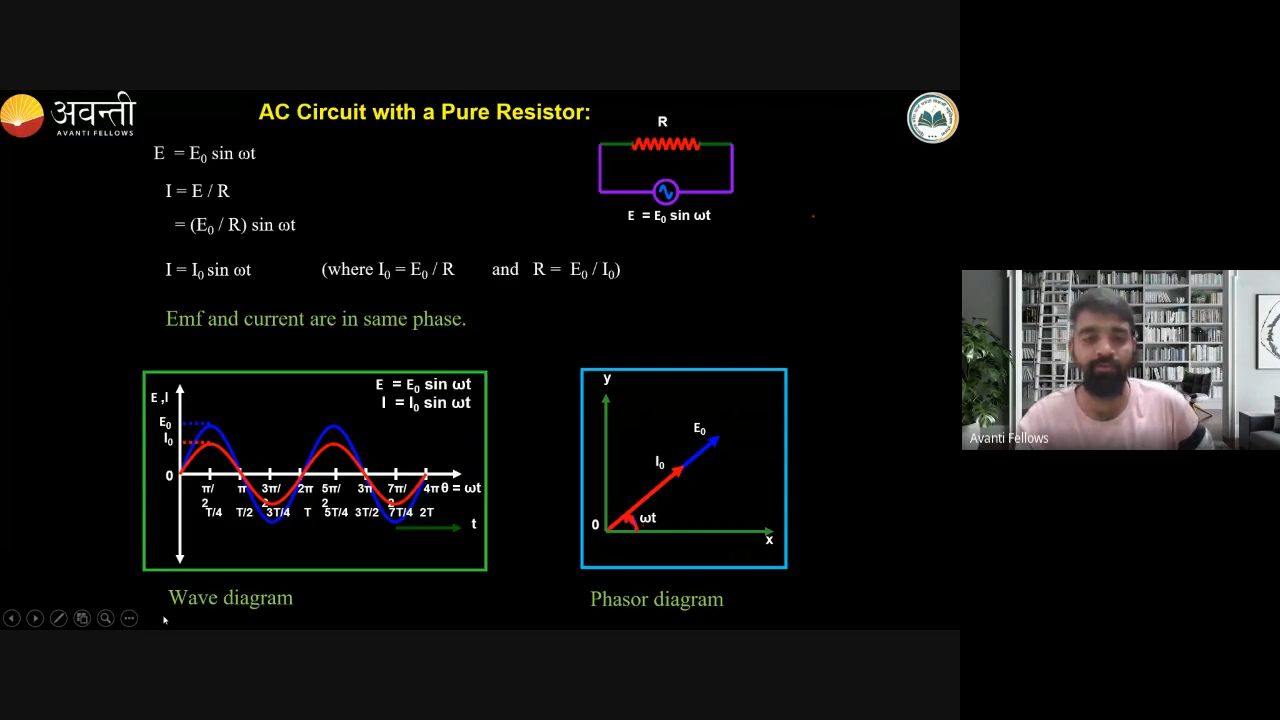 अवन्ती
AVANTI FELLOWS
AC Circuit with a Pure Resistor:
E = E₀ sin ωt
I = E / R
= (E₀ / R) sin ωt
I = I₀ sin ωt (where I₀ = E₀ / R and R = E₀ / I₀)
Emf and current are in same phase.
R
E = E₀ sin ωt
E = E₀ sin ωt
I = I₀ sin ωt
E ,I
E₀
I₀
0
π/2 π 3π/2 2π 5π/2 3π 7π/2 4π θ = ωt
T/4 T/2 3T/4 T 5T/4 3T/2 7T/4 2T
t
Wave diagram
y
E₀
I₀
ωt
0
x
Phasor diagram
Avanti Fellows